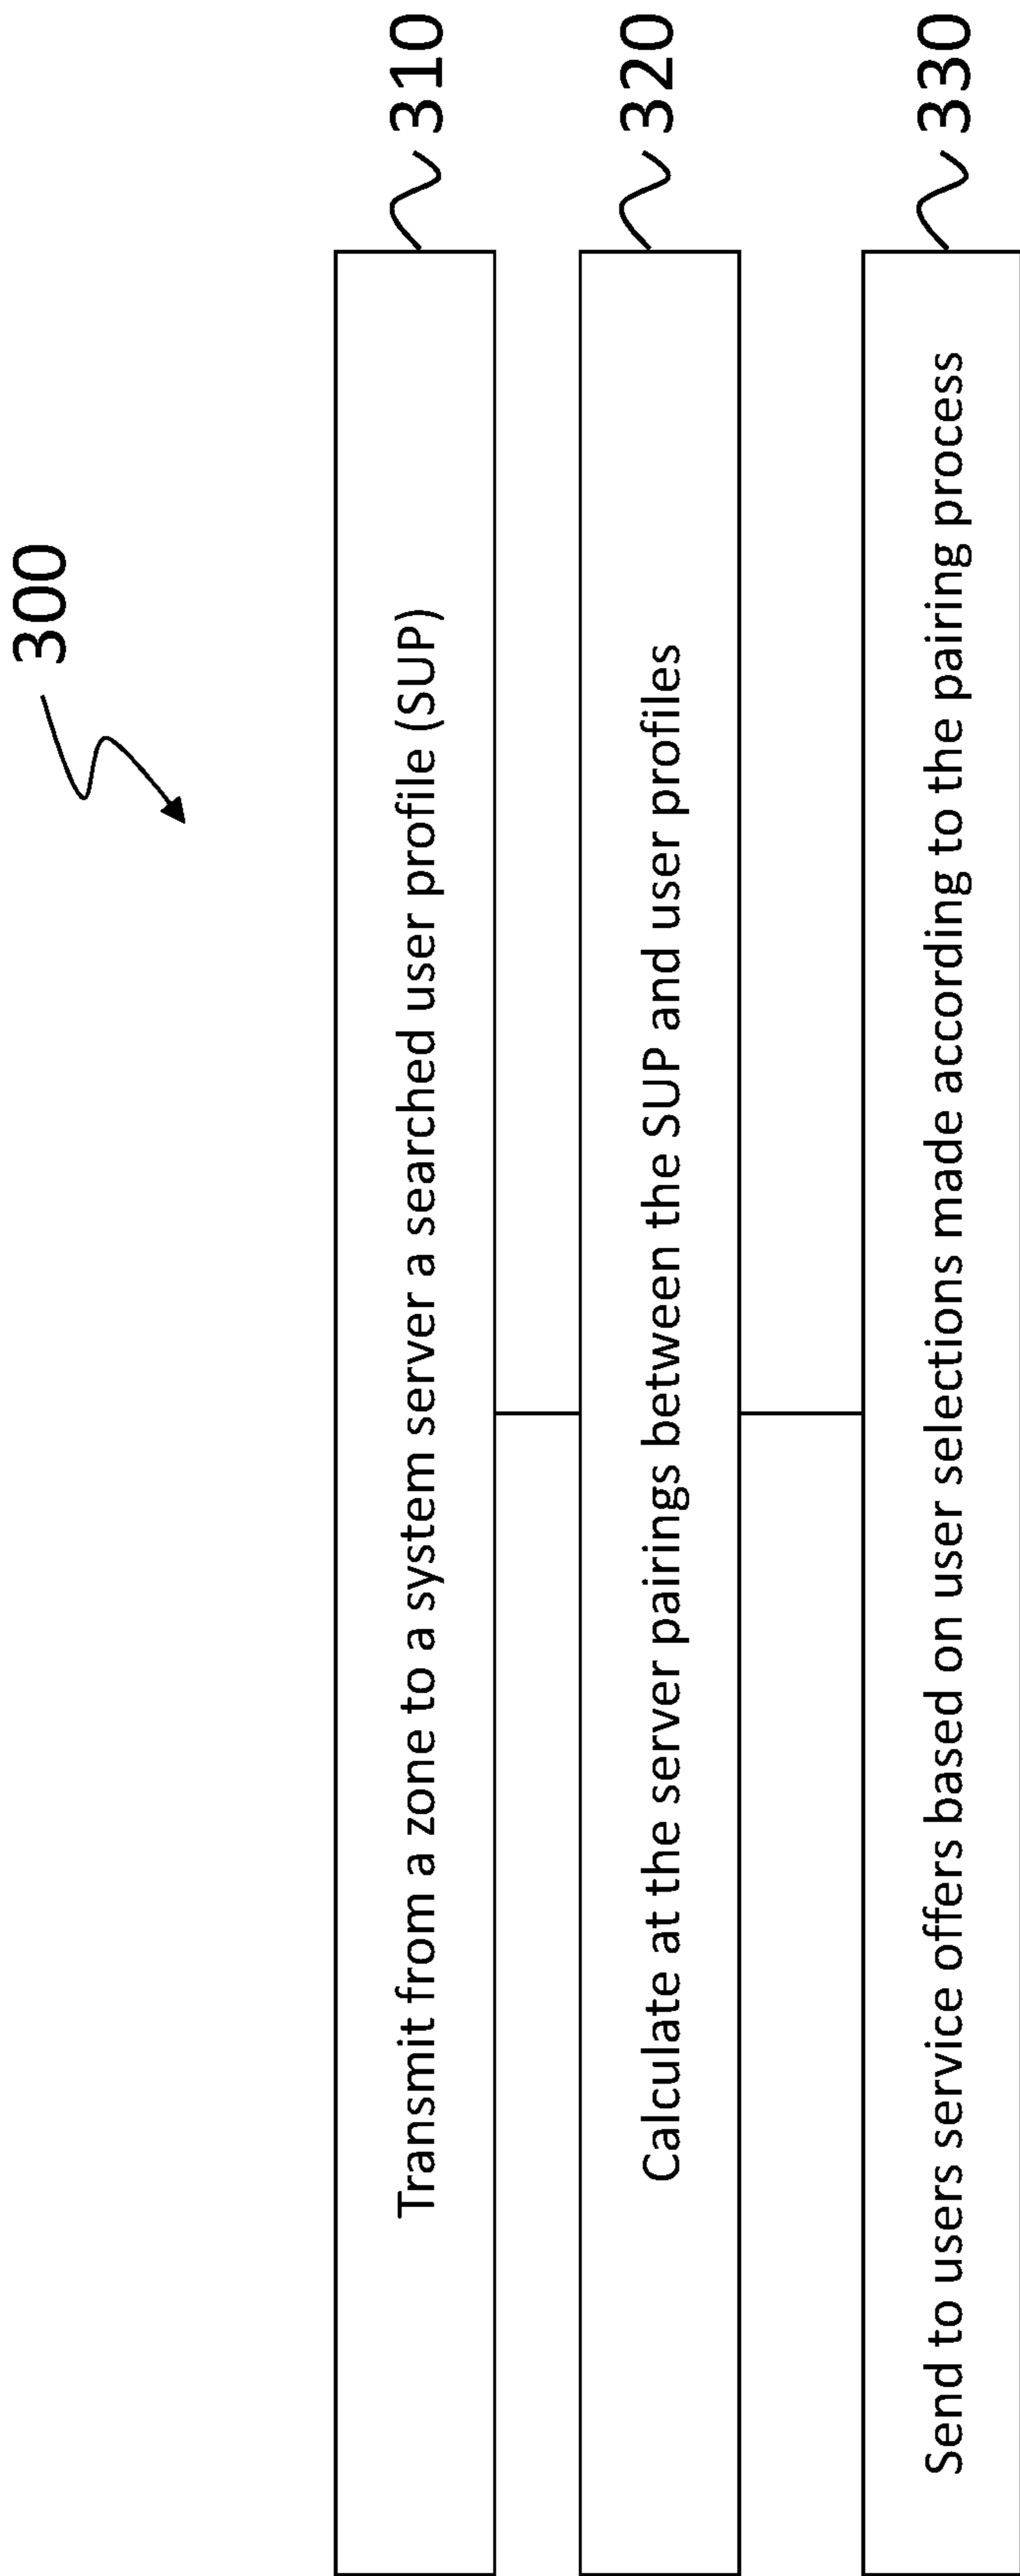 300
Transmit from a zone to a system server a searched user profile (SUP)
310
Calculate at the server pairings between the SUP and user profiles
320
Send to users service offers based on user selections made according to the pairing process
330